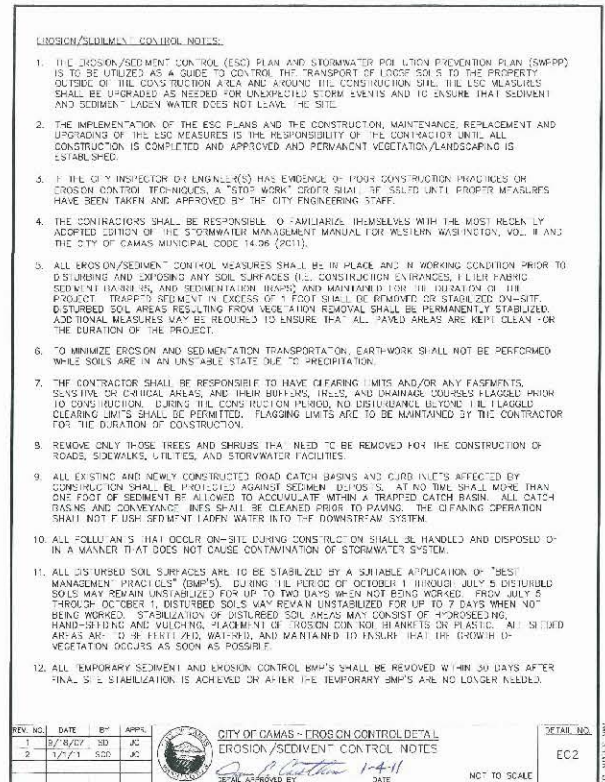 EROSION/SEDIMENT CONTROL NOTES:
1. THE EROSION/SEDIMENT CONTROL (ESC) PLAN AND STORMWATER POLLUTION PREVENTION PLAN (SWPPP)
IS TO BE UTILIZED AS A GUIDE TO CONTROL THE TRANSPORT OF LOOSE SOILS TO THE PROPERTY
OUTSIDE OF THE CONSTRUCTION AREA AND AROUND THE CONSTRUCTION SITE. THE ESC MEASURES
SHALL BE UPGRADED AS NEEDED FOR UNEXPECTED STORM EVENTS AND TO ENSURE THAT SEDIMENT
AND SEDIMENT LADEN WATER DOES NOT LEAVE THE SITE.
2. THE IMPLEMENTATION OF THE ESC PLANS AND THE CONSTRUCTION, MAINTENANCE, REPLACEMENT AND
UPGRADING OF THE ESC MEASURES IS THE RESPONSIBILITY OF THE CONTRACTOR UNTIL ALL
CONSTRUCTION IS COMPLETED AND APPROVED AND PERMANENT VEGETATION/LANDSCAPING IS
ESTABLISHED.
3. IF THE CITY INSPECTOR OR ENGINEER(S) HAS EVIDENCE OF POOR CONSTRUCTION PRACTICES OR
EROSION CONTROL TECHNIQUES, A "STOP WORK" ORDER SHALL BE ISSUED UNTIL PROPER MEASURES
HAVE BEEN TAKEN AND APPROVED BY THE CITY ENGINEERING STAFF.
4. THE CONTRACTORS SHALL BE RESPONSIBLE TO FAMILIARIZE THEMSELVES WITH THE MOST RECENTLY
ADOPTED EDITION OF THE STORMWATER MANAGEMENT MANUAL FOR WESTERN WASHINGTON, VOL. II AND
THE CITY OF CAMAS MUNICIPAL CODE 14.06 (2011).
5. ALL EROSION/SEDIMENT CONTROL MEASURES SHALL BE IN PLACE AND IN WORKING CONDITION PRIOR TO
DISTURBING AND EXPOSING ANY SOIL SURFACES (I.E. CONSTRUCTION ENTRANCES, FILTER FABRIC
SEDIMENT BARRIERS, AND SEDIMENTATION TRAPS) AND MAINTAINED FOR THE DURATION OF THE
PROJECT. TRAPPED SEDIMENT IN EXCESS OF 1 FOOT SHALL BE REMOVED OR STABILIZED ON-SITE.
DISTURBED SOIL AREAS RESULTING FROM VEGETATION REMOVAL SHALL BE PERMANENTLY STABILIZED.
ADDITIONAL MEASURES MAY BE REQUIRED TO ENSURE THAT ALL PAVED AREAS ARE KEPT CLEAN FOR
THE DURATION OF THE PROJECT.
6. TO MINIMIZE EROSION AND SEDIMENTATION TRANSPORTATION, EARTHWORK SHALL NOT BE PERFORMED
WHILE SOILS ARE IN AN UNSTABLE STATE DUE TO PRECIPITATION.
7. THE CONTRACTOR SHALL BE RESPONSIBLE TO HAVE CLEARING LIMITS AND/OR ANY EASEMENTS,
SENSITIVE OR CRITICAL AREAS, AND THEIR BUFFERS, TREES, AND DRAINAGE COURSES FLAGGED PRIOR
TO CONSTRUCTION. DURING THE CONSTRUCTION PERIOD, NO DISTURBANCE BEYOND THE FLAGGED
CLEARING LIMITS SHALL BE PERMITTED. FLAGGING LIMITS ARE TO BE MAINTAINED BY THE CONTRACTOR
FOR THE DURATION OF CONSTRUCTION.
8. REMOVE ONLY THOSE TREES AND SHRUBS THAT NEED TO BE REMOVED FOR THE CONSTRUCTION OF
ROADS, SIDEWALKS, UTILITIES, AND STORMWATER FACILITIES.
9. ALL EXISTING AND NEWLY CONSTRUCTED ROAD CATCH BASINS AND CURB INLETS AFFECTED BY
CONSTRUCTION SHALL BE PROTECTED AGAINST SEDIMENT DEPOSITS. AT NO TIME SHALL MORE THAN
ONE FOOT OF SEDIMENT BE ALLOWED TO ACCUMULATE WITHIN A TRAPPED CATCH BASIN. ALL CATCH
BASINS AND CONVEYANCE LINES SHALL BE CLEANED PRIOR TO PAVING. THE CLEANING OPERATION
SHALL NOT FLUSH SEDIMENT LADEN WATER INTO THE DOWNSTREAM SYSTEM.
10. ALL POLLUTANTS THAT OCCUR ON-SITE DURING CONSTRUCTION SHALL BE HANDLED AND DISPOSED OF
IN A MANNER THAT DOES NOT CAUSE CONTAMINATION OF STORMWATER SYSTEM.
11. ALL DISTURBED SOIL SURFACES ARE TO BE STABILIZED BY A SUITABLE APPLICATION OF "BEST
MANAGEMENT PRACTICES" (BMP'S). DURING THE PERIOD OF OCTOBER 1 THROUGH JULY 5 DISTURBED
SOILS MAY REMAIN UNSTABILIZED FOR UP TO TWO DAYS WHEN NOT BEING WORKED. FROM JULY 5
THROUGH OCTOBER 1, DISTURBED SOILS MAY REMAIN UNSTABILIZED FOR UP TO 7 DAYS WHEN NOT
BEING WORKED. STABILIZATION OF DISTURBED SOIL AREAS MAY CONSIST OF HYDROSEEDING,
HAND-SEEDING AND MULCHING, PLACEMENT OF EROSION CONTROL BLANKETS OR PLASTIC. ALL SEEDED
AREAS ARE TO BE FERTILIZED, WATERED, AND MAINTAINED TO ENSURE THAT THE GROWTH OF
VEGETATION OCCURS AS SOON AS POSSIBLE.
12. ALL TEMPORARY SEDIMENT AND EROSION CONTROL BMP'S SHALL BE REMOVED WITHIN 30 DAYS AFTER
FINAL SITE STABILIZATION IS ACHIEVED OR AFTER THE TEMPORARY BMP'S ARE NO LONGER NEEDED.
REV. NO. DATE BY APPR.
1 9/18/07 SD JC
2 1/1/11 SCO JC
CITY OF CAMAS - EROSION CONTROL DETAIL
EROSION/SEDIMENT CONTROL NOTES
1-4-11
DETAIL APPROVED BY DATE
NOT TO SCALE
DETAIL NO.
EC2